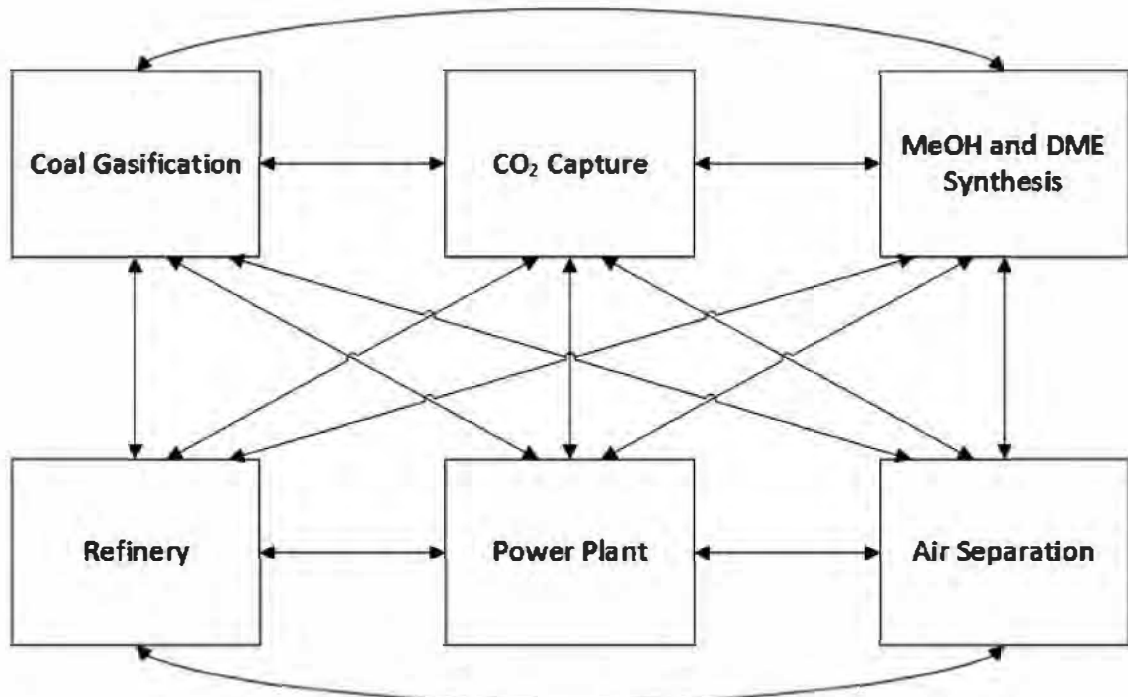 Coal Gasification
CO₂ Capture
MeOH and DME
Synthesis
Refinery
Power Plant
Air Separation